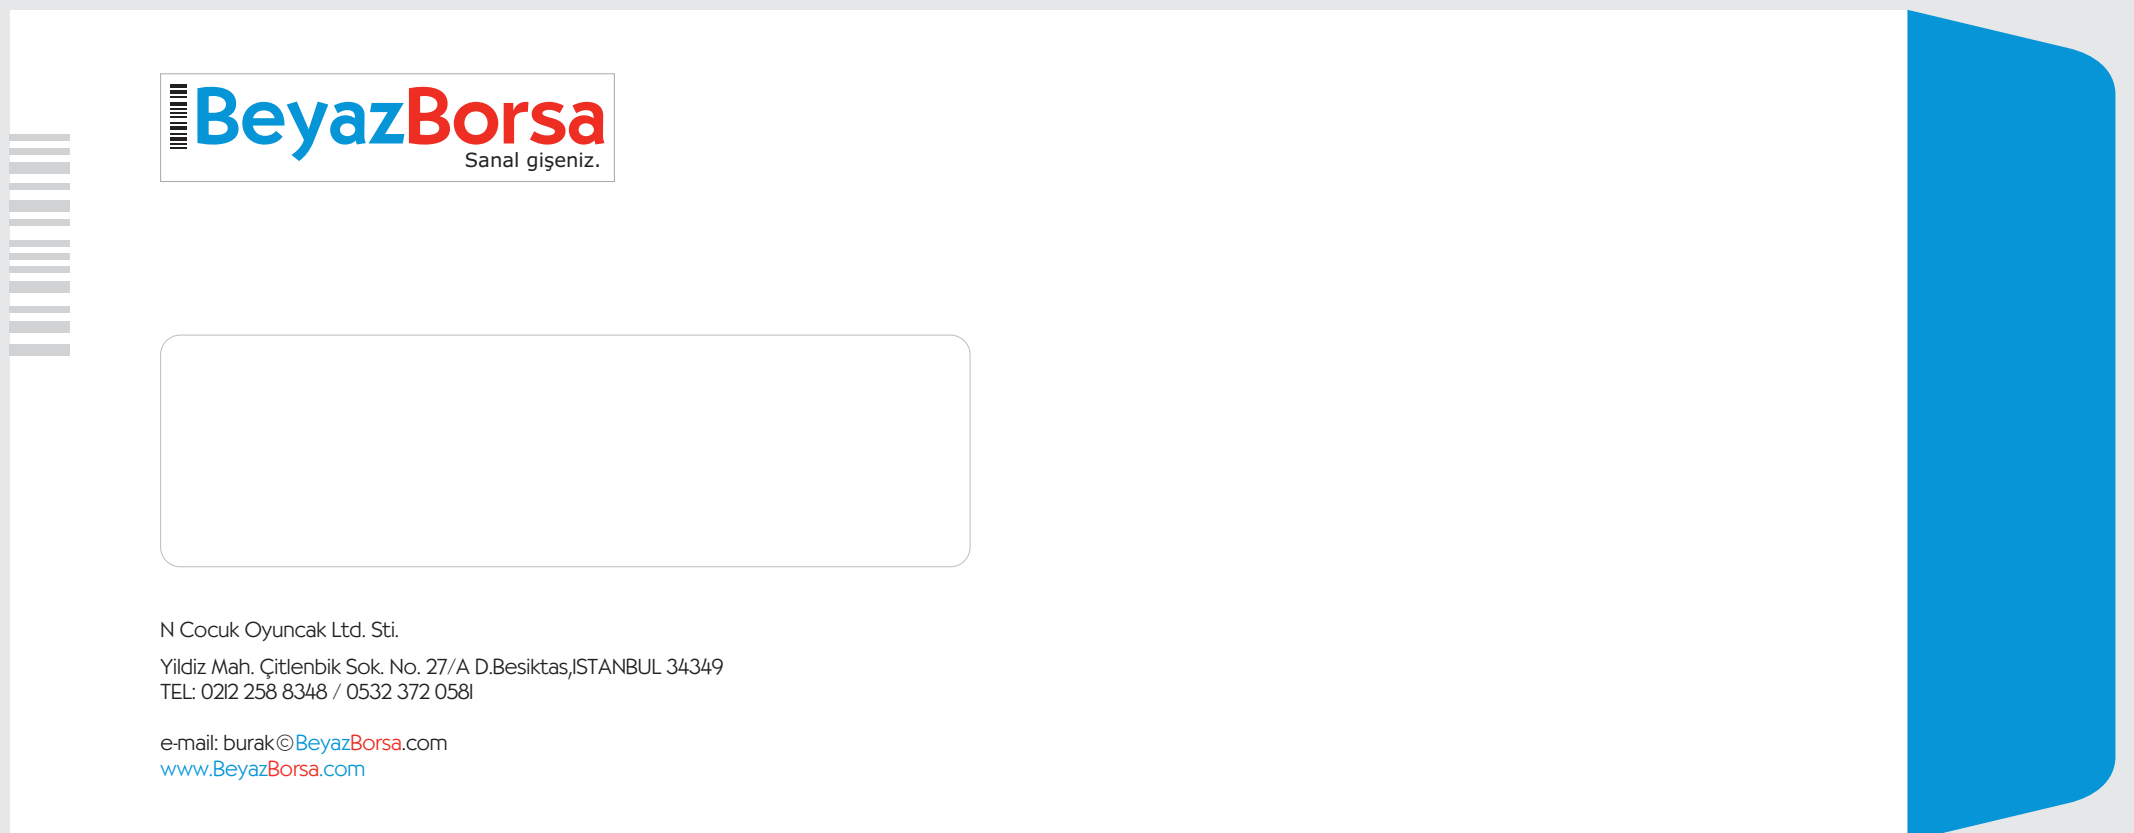 BeyazBorsa
Sanal gişeniz.
N Cocuk Oyuncak Ltd. Sti.
Yildiz Mah. Çitlenbik Sok. No. 27/A D.Besiktas,ISTANBUL 34349
TEL: 0212 258 8348 / 0532 372 0581
e-mail: burak©BeyazBorsa.com
www.BeyazBorsa.com